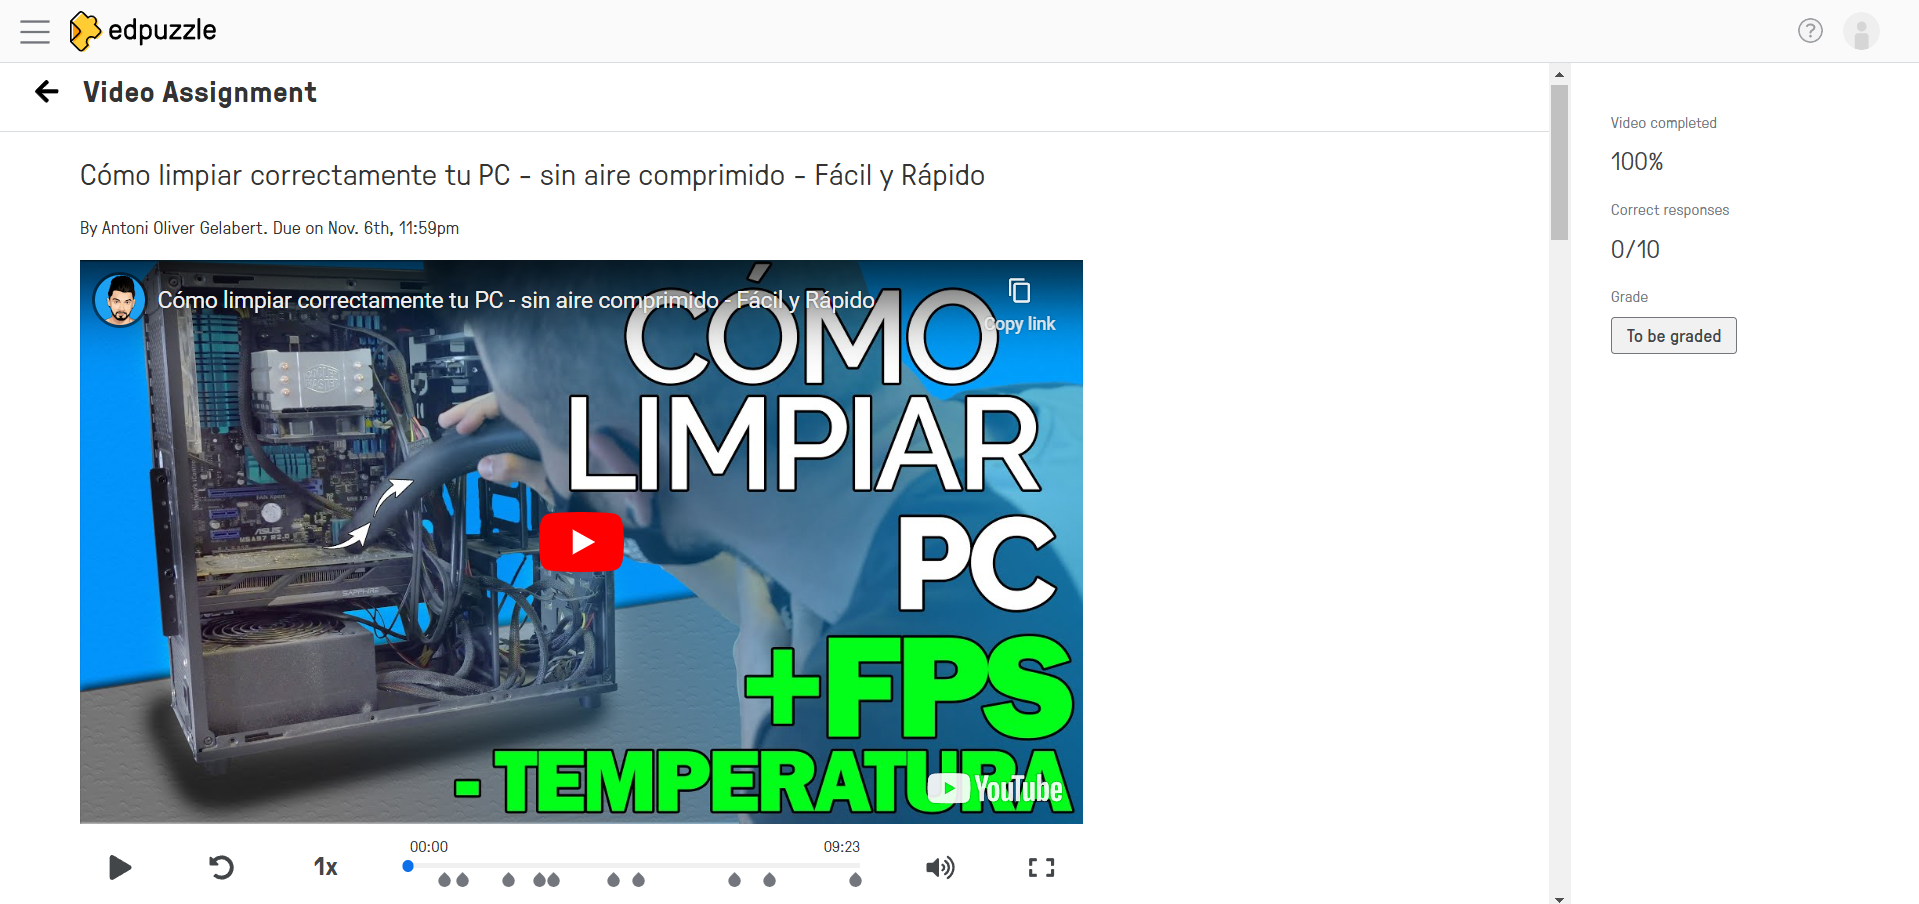 edpuzzle
?
Video Assignment
Cómo limpiar correctamente tu PC - sin aire comprimido - Fácil y Rápido
By Antoni Oliver Gelabert. Due on Nov. 6th, 11:59pm
Cómo limpiar correctamente tu PC - sin aire comprimido - Fácil y Rápido
Copy link
CÓMO
LIMPIAR
PC
+FPS
- TEMPERATURA
ASUS
SAPPHIRE
YouTube
00:00
09:23
1x
Video completed
100%
Correct responses
0/10
Grade
To be graded